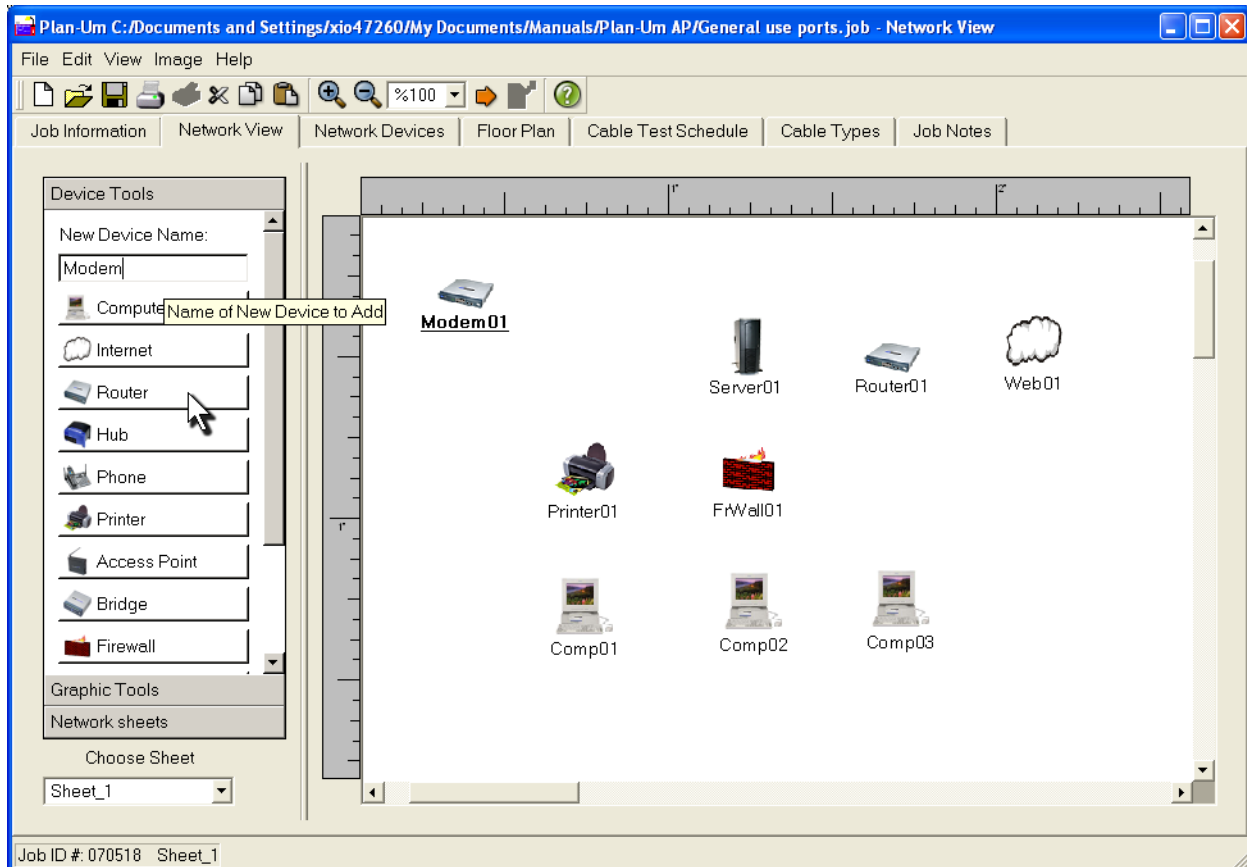 Plan-Um C:/Documents and Settings/xio47260/My Documents/Manuals/Plan-Um AP/General use ports.job - Network View
File Edit View Image Help
%100
Job Information Network View Network Devices Floor Plan Cable Test Schedule Cable Types Job Notes
Device Tools
New Device Name:
Modem
Compute
Name of New Device to Add
Internet
Router
Hub
Phone
Printer
Access Point
Bridge
Firewall
Graphic Tools
Network sheets
Choose Sheet
Sheet_1
1" 2"
1"
Modem01
Server01 Router01 Web01
Printer01 FrWall01
Comp01 Comp02 Comp03
Job ID #: 070518 Sheet_1